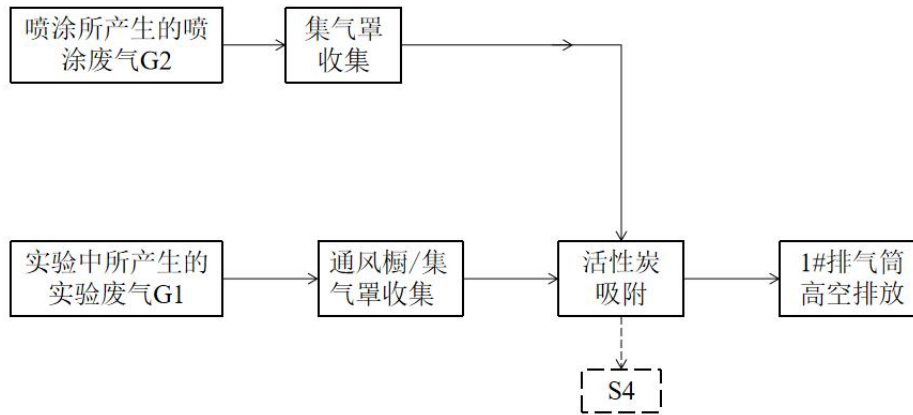 喷涂所产生的喷
涂废气G2
集气罩
收集
实验中所产生的
实验废气G1
通风橱/集
气罩收集
活性炭
吸附
1#排气筒
高空排放
S4